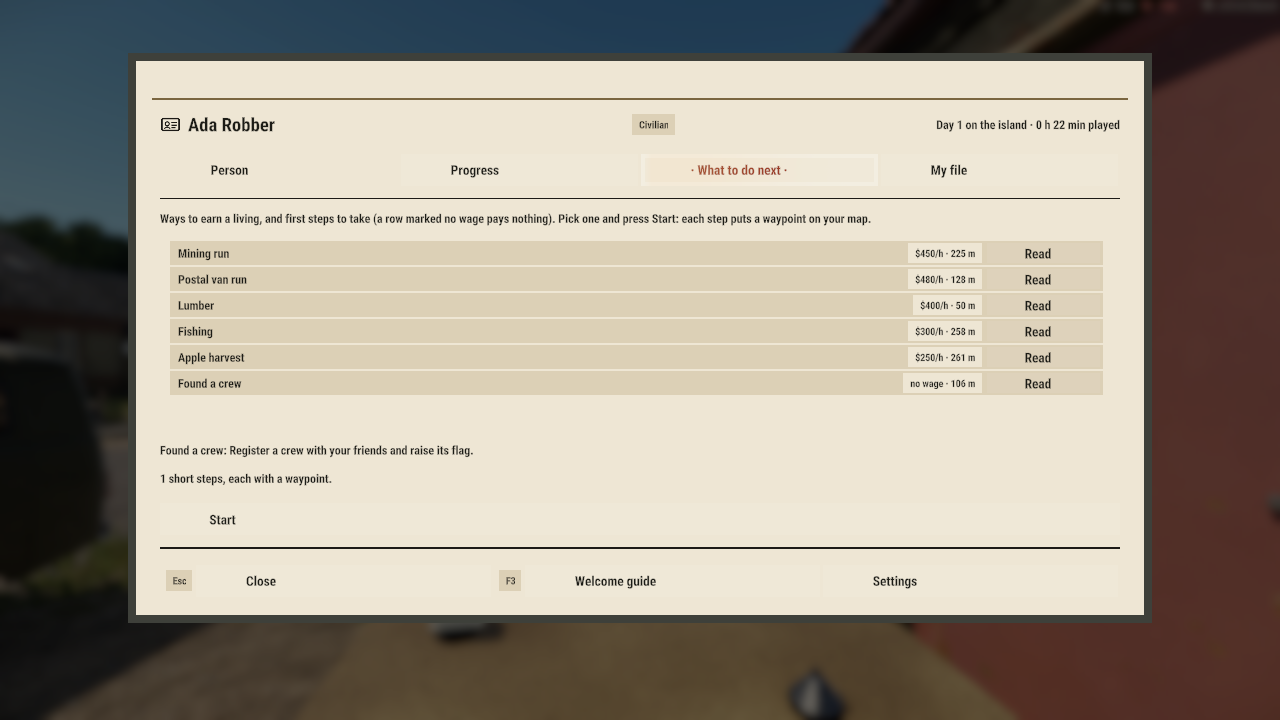 Ada Robber
Civilian
Day 1 on the island · 0 h 22 min played
Person
Progress
· What to do next ·
My file
Ways to earn a living, and first steps to take (a row marked no wage pays nothing). Pick one and press Start: each step puts a waypoint on your map.
Mining run $450/h · 225 m Read
Postal van run $480/h · 128 m Read
Lumber $400/h · 50 m Read
Fishing $300/h · 258 m Read
Apple harvest $250/h · 261 m Read
Found a crew no wage · 106 m Read
Found a crew: Register a crew with your friends and raise its flag.
1 short steps, each with a waypoint.
Start
Esc Close
F3 Welcome guide
Settings